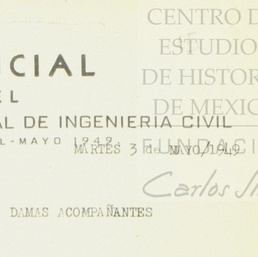 CENTRO D
ESTUDIO
DE HISTOR
DE MEXIC
FUNDACI
Carlos
CIAL
EL
AL DE INGENIERIA CIVIL
L-MAYO 1949.
MARTES 3 de MAYO/1949
DAMAS ACOMPAÑANTES